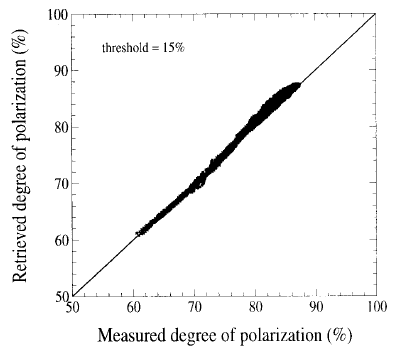 100
threshold = 15%
90
80
70
60
50
50 60 70 80 90 100
Retrieved degree of polarization (%)
Measured degree of polarization (%)